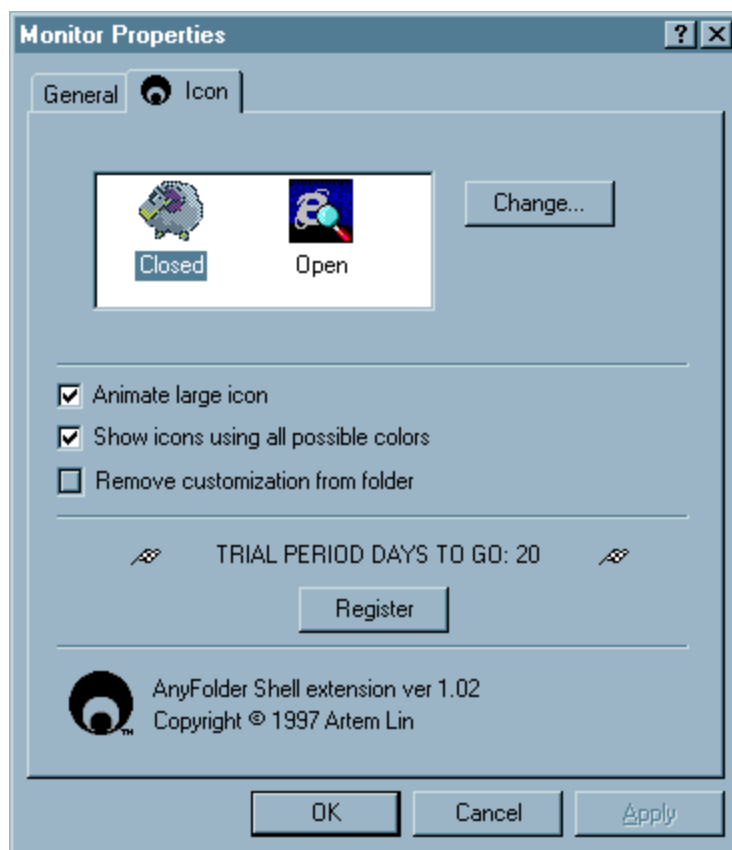 Monitor Properties
General
Icon
Closed
Open
Change...
Animate large icon
Show icons using all possible colors
Remove customization from folder
TRIAL PERIOD DAYS TO GO: 20
Register
AnyFolder Shell extension ver 1.02
Copyright © 1997 Artem Lin
TM
OK
Cancel
Apply